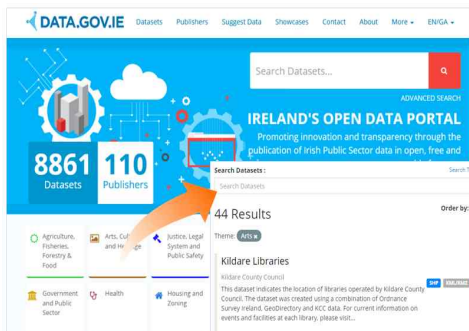 DATA.GOV.IE
Datasets Publishers Suggest Data Showcases Contact About More EN/GA
Search Datasets...
ADVANCED SEARCH
IRELAND'S OPEN DATA PORTAL
Promoting innovation and transparency through the
publication of Irish Public Sector data in open, free and
8861 Datasets
110 Publishers
Agriculture,
Fisheries,
Forestry &
Food
Arts,
and
Justice, Legal
System and
Public Safety
Government
and Public
Sector
Health
Housing and
Zoning
Search Datasets :
Search
Search Datasets
44 Results
Order by:
Theme: Arts x
Kildare Libraries
Kildare County Council
SHP KML/KMZ
This dataset indicates the location of libraries operated by Kildare County
Council. The dataset was created using a combination of Ordnance
Survey Ireland, GeoDirectory and KCC data. For current information on
events and facilities at each library, please visit...